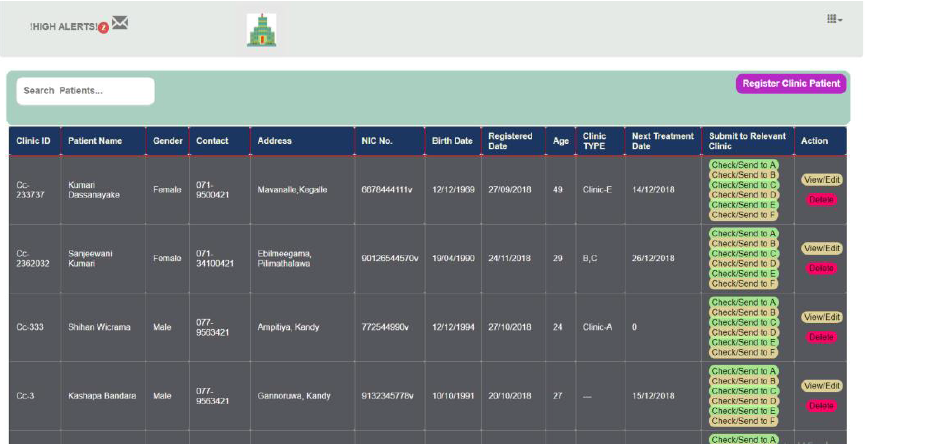 !HIGH ALERTS! 7
Search Patients...
Register Clinic Patient
Clinic ID Patient Name Gender Contact Address NIC No. Birth Date Registered Date Age Clinic TYPE Next Treatment Date Submit to Relevant Clinic Action
Cc-233737 Kumari Dassanayake Female 071-9500421 Mavanalle,Kegalle 6678444111v 12/12/1969 27/09/2018 49 Clinic-E 14/12/2018
Check/Send to A
Check/Send to B
Check/Send to C
Check/Send to D
Check/Send to E
Check/Send to F
View/Edit
Delete
Cc-2362032 Sanjeewani Kumari Female 071-34100421 Ebilmeegama, Pilimathalawa 90126544570v 19/04/1990 24/11/2018 29 B,C 26/12/2018
Check/Send to A
Check/Send to B
Check/Send to C
Check/Send to D
Check/Send to E
Check/Send to F
View/Edit
Delete
Cc-333 Shihan Wicrama Male 077-9563421 Ampitiya, Kandy 772544990v 12/12/1994 27/10/2018 24 Clinic-A 0
Check/Send to A
Check/Send to B
Check/Send to C
Check/Send to D
Check/Send to E
Check/Send to F
View/Edit
Delete
Cc-3 Kashapa Bandara Male 077-9563421 Gannoruwa, Kandy 9132345778v 10/10/1991 20/10/2018 27 --- 15/12/2018
Check/Send to A
Check/Send to B
Check/Send to C
Check/Send to D
Check/Send to E
Check/Send to F
View/Edit
Delete
Check/Send to A